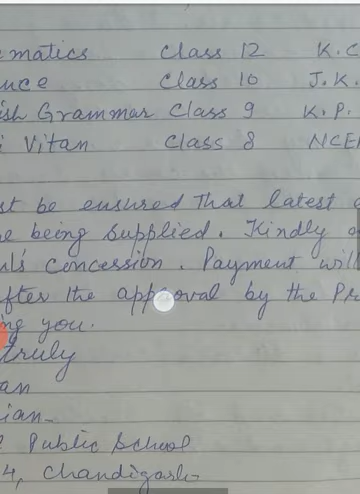 ematics Class 12 K.C
nce Class 10 J.K.
ish Grammar Class 9 K.P.
i Vitan Class 8 NCE
st be ensured that latest
e being supplied. Kindly
l's concession. Payment will
fter the approval by the Pr
ing you.
truly
an
ian
Public School
4, Chandigarh